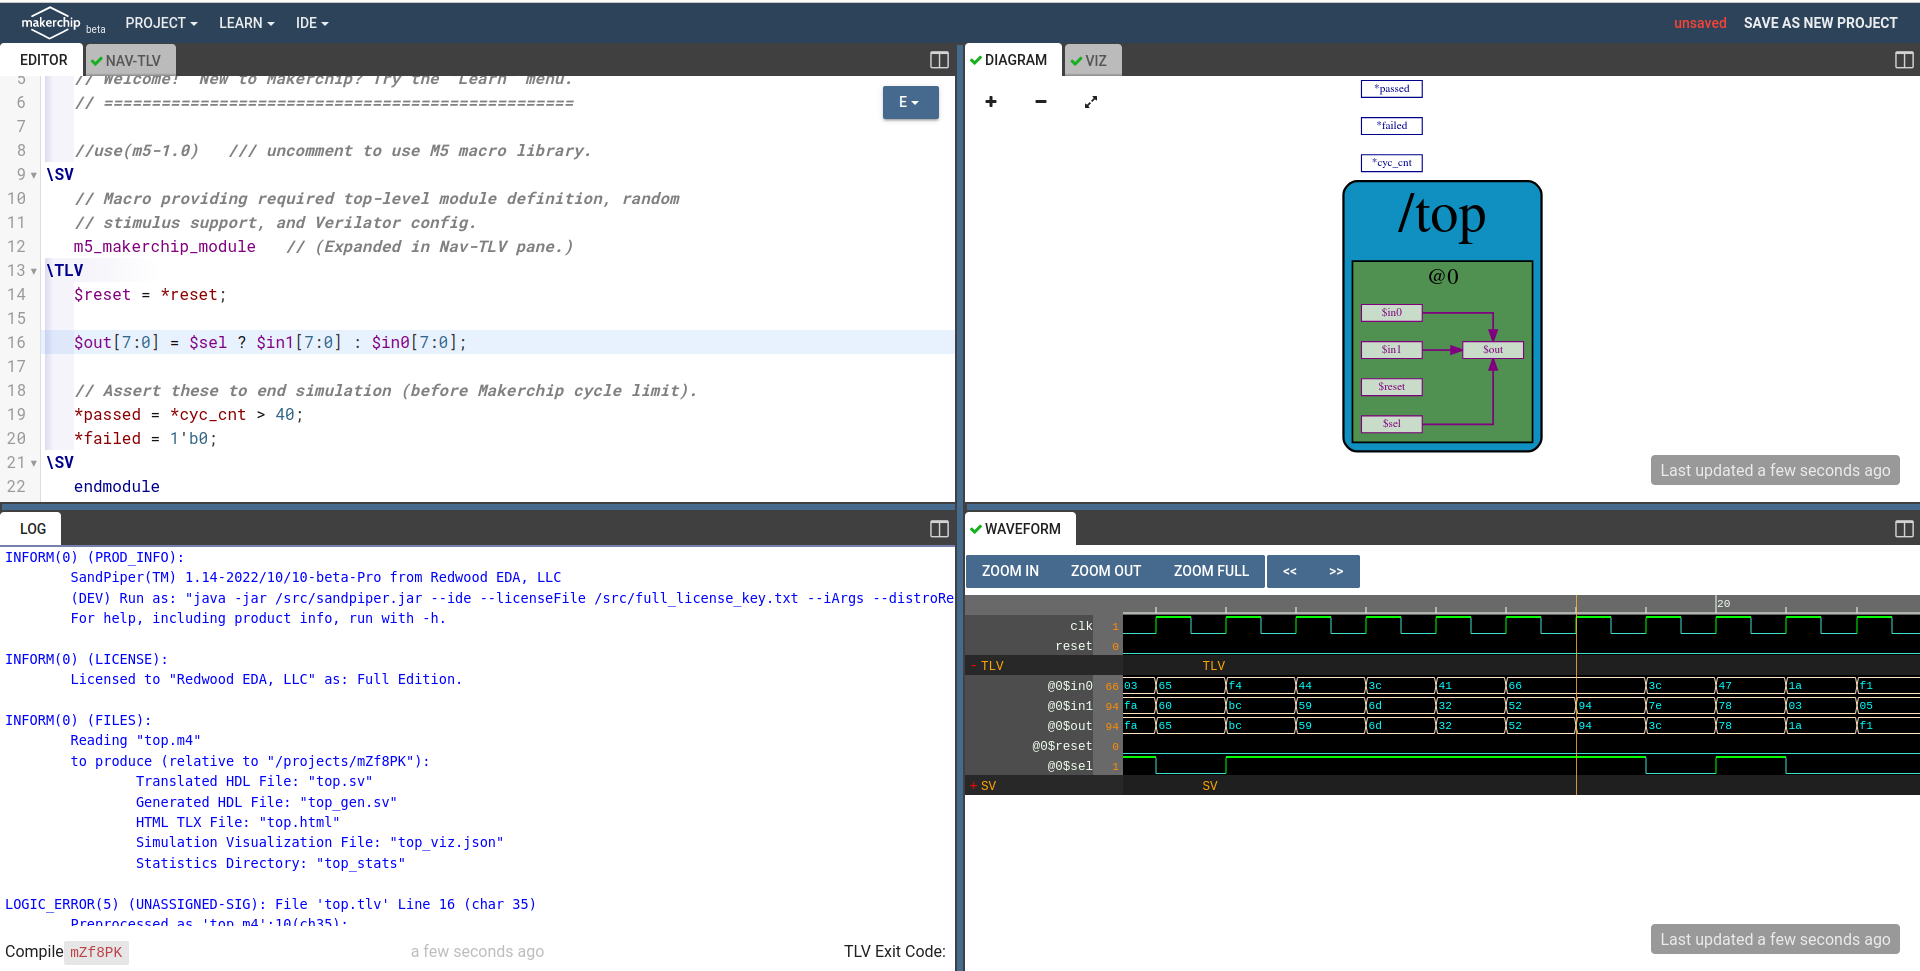 makerchip beta PROJECT LEARN IDE unsaved SAVE AS NEW PROJECT
EDITOR NAV-TLV
5 // Welcome! New to Makerchip? Try the "Learn" menu.
6 // =================================================
7
8 //use(m5-1.0) /// uncomment to use M5 macro library.
9 \SV
10 // Macro providing required top-level module definition, random
11 // stimulus support, and Verilator config.
12 m5_makerchip_module // (Expanded in Nav-TLV pane.)
13 \TLV
14 $reset = *reset;
15
16 $out[7:0] = $sel ? $in1[7:0] : $in0[7:0];
17
18 // Assert these to end simulation (before Makerchip cycle limit).
19 *passed = *cyc_cnt > 40;
20 *failed = 1'b0;
21 \SV
22 endmodule
E
DIAGRAM VIZ
+ −
*passed
*failed
*cyc_cnt
/top
@0
$in0
$in1 $out
$reset
$sel
Last updated a few seconds ago
LOG
INFORM(0) (PROD_INFO):
SandPiper(TM) 1.14-2022/10/10-beta-Pro from Redwood EDA, LLC
(DEV) Run as: "java -jar /src/sandpiper.jar --ide --licenseFile /src/full_license_key.txt --iArgs --distroRe
For help, including product info, run with -h.
INFORM(0) (LICENSE):
Licensed to "Redwood EDA, LLC" as: Full Edition.
INFORM(0) (FILES):
Reading "top.m4"
to produce (relative to "/projects/mZf8PK"):
Translated HDL File: "top.sv"
Generated HDL File: "top_gen.sv"
HTML TLX File: "top.html"
Simulation Visualization File: "top_viz.json"
Statistics Directory: "top_stats"
LOGIC_ERROR(5) (UNASSIGNED-SIG): File 'top.tlv' Line 16 (char 35)
Preprocessed as 'top.m4':10(ch35):
Compile mZf8PK a few seconds ago TLV Exit Code:
WAVEFORM
ZOOM IN ZOOM OUT ZOOM FULL << >>
20
clk 1
reset 0
- TLV TLV
@0$in0 66 03 65 f4 44 3c 41 66 3c 47 1a f1
@0$in1 94 fa 60 bc 59 6d 32 52 94 7e 78 03 05
@0$out 94 fa 65 bc 59 6d 32 52 94 3c 78 1a f1
@0$reset 0
@0$sel 1
+ SV SV
Last updated a few seconds ago